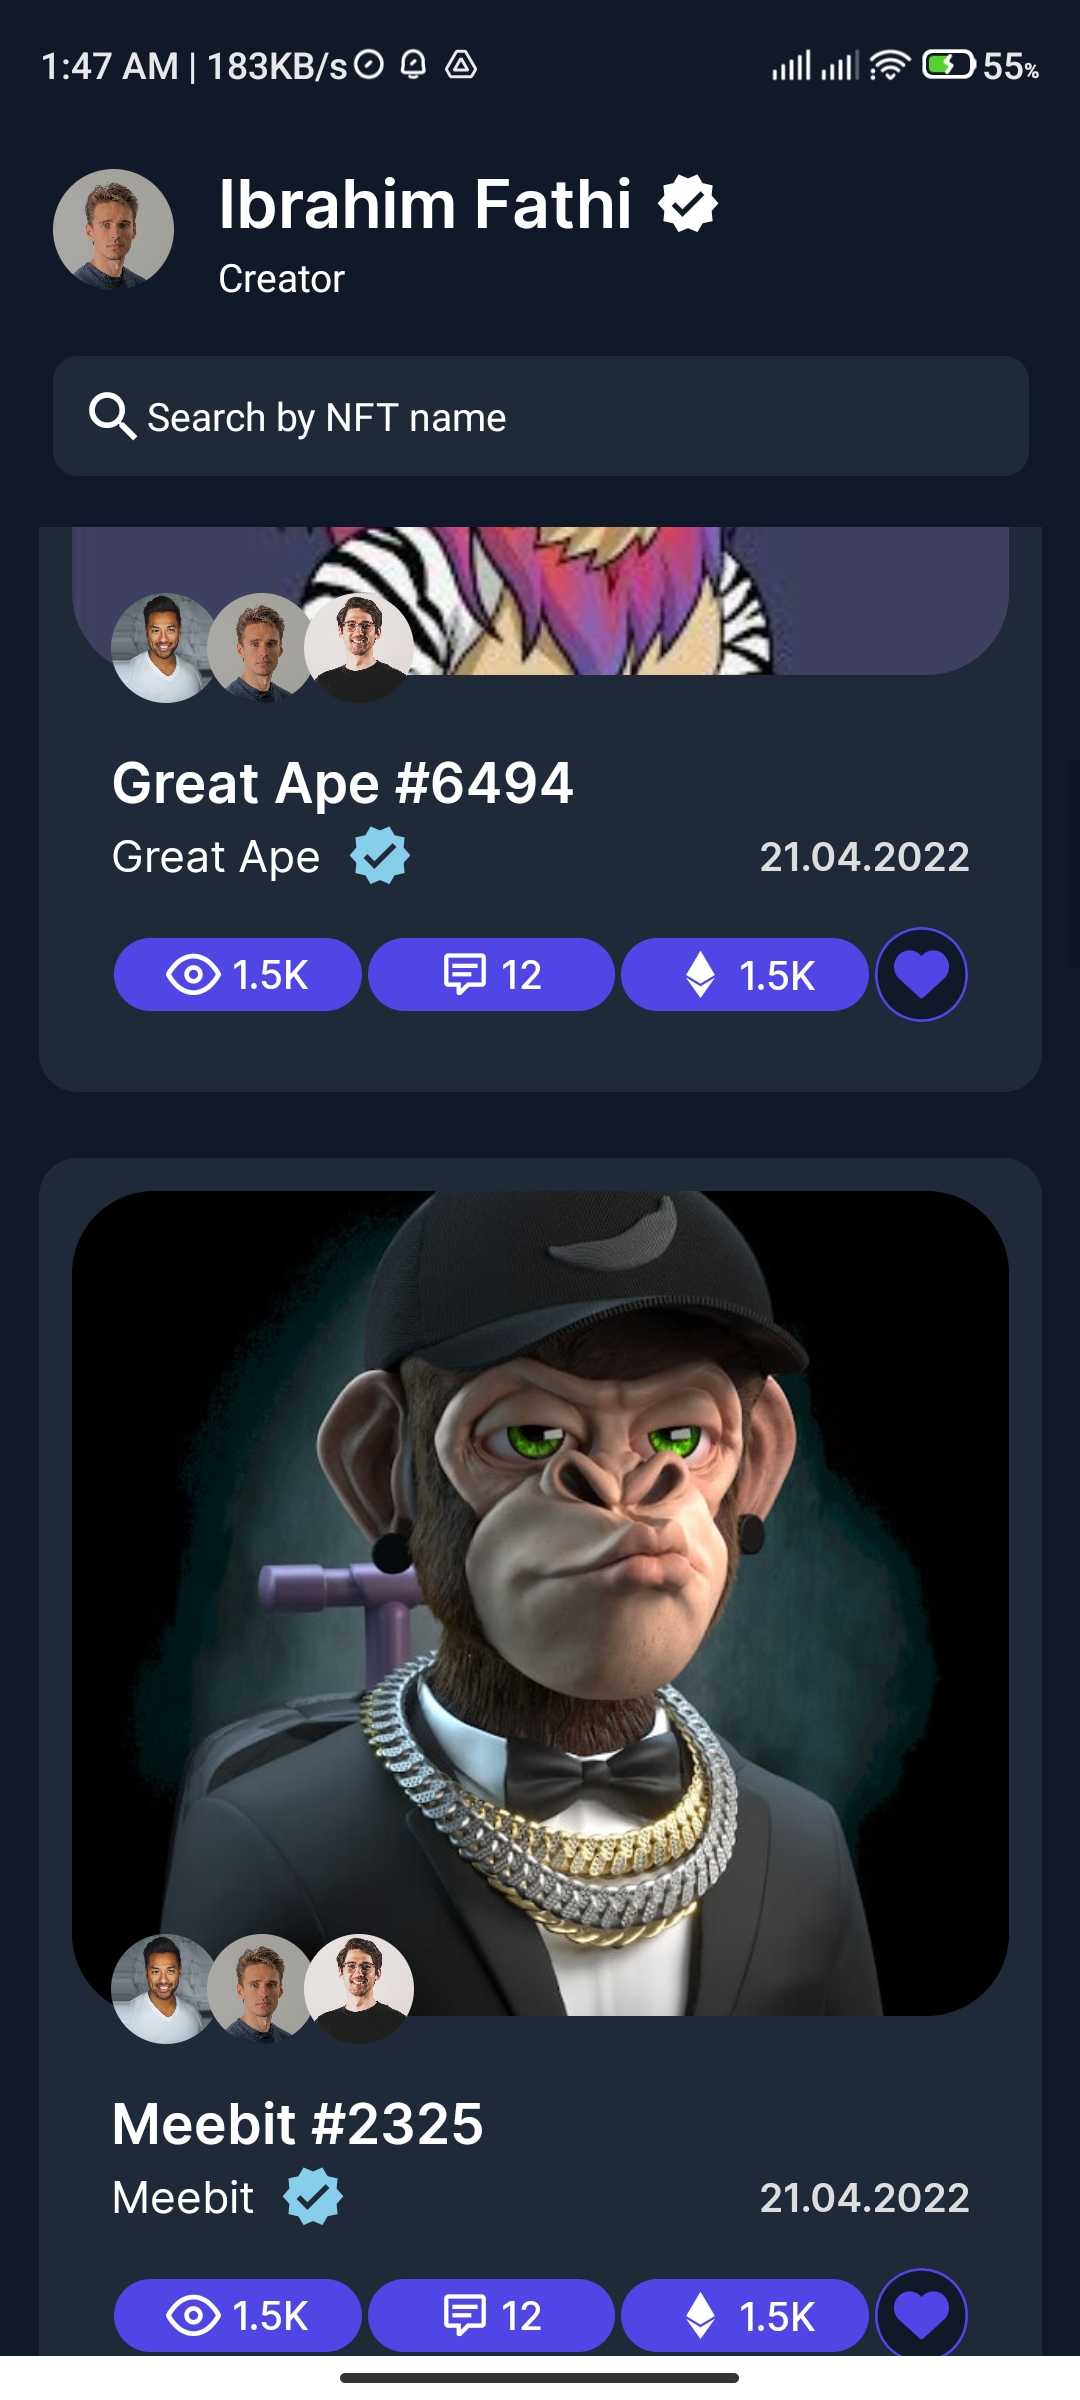 1:47 AM | 183KB/s 55%
Ibrahim Fathi
Creator
Search by NFT name
Great Ape #6494
Great Ape 21.04.2022
1.5K 12 1.5K
Meebit #2325
Meebit 21.04.2022
1.5K 12 1.5K